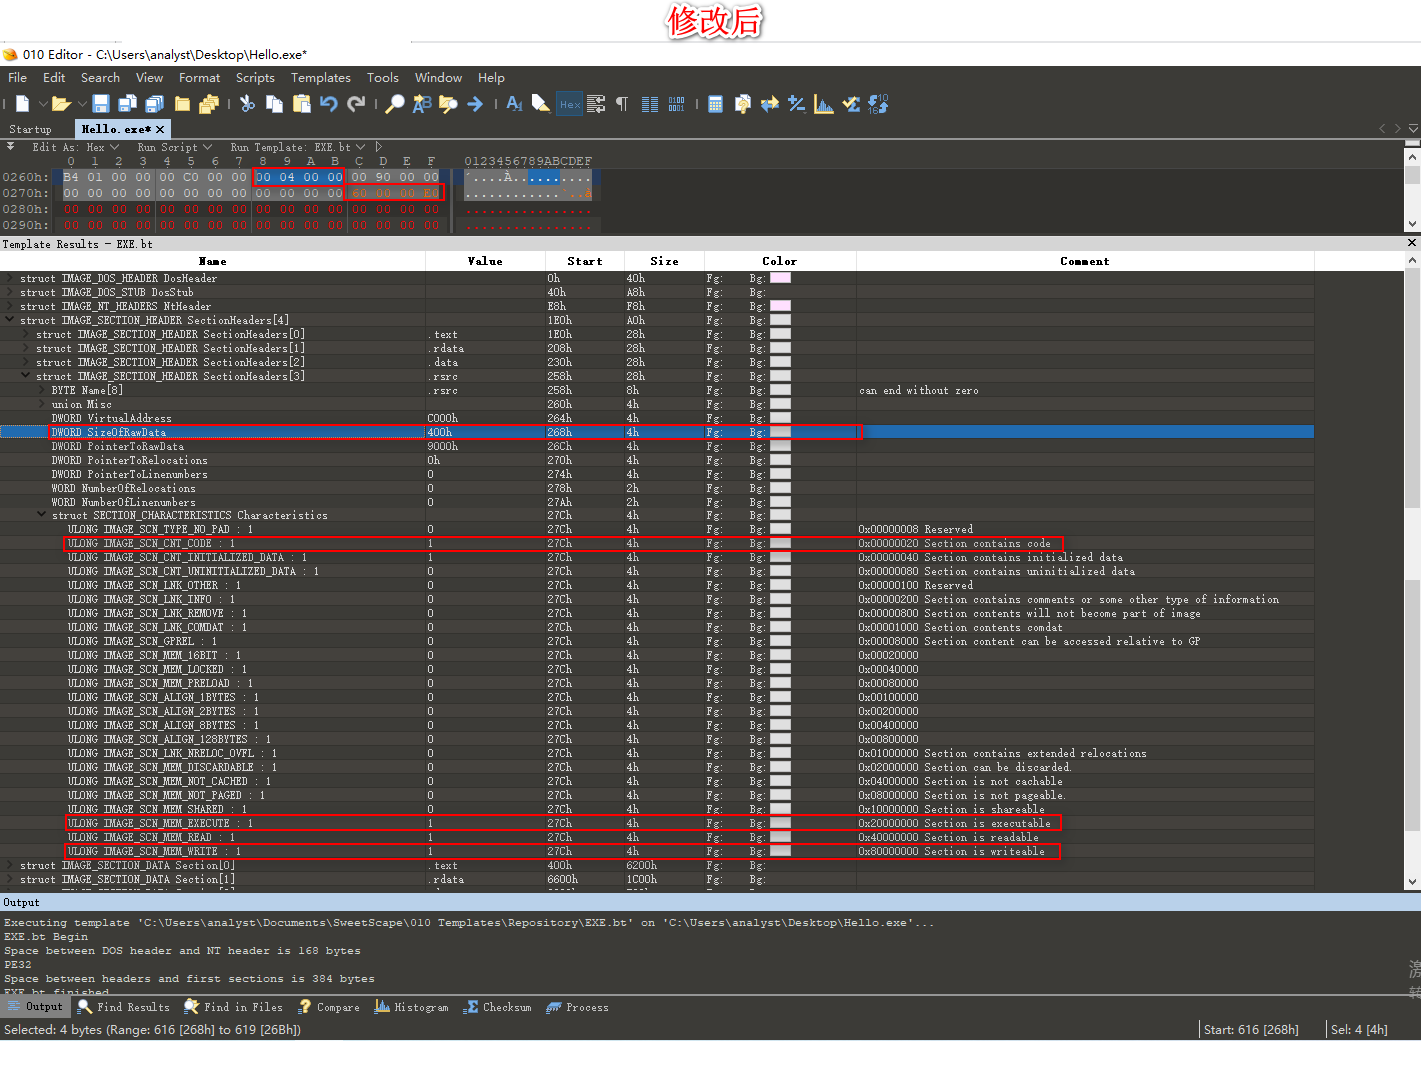 修改后
010 Editor - C:\Users\analyst\Desktop\Hello.exe*
File Edit Search View Format Scripts Templates Tools Window Help
Startup Hello.exe* ×
Edit As: Hex Run Script Run Template: EXE.bt
0 1 2 3 4 5 6 7 8 9 A B C D E F 0123456789ABCDEF
0260h: B4 01 00 00 00 C0 00 00 00 04 00 00 00 90 00 00 ´....À..........
0270h: 00 00 00 00 00 00 00 00 00 00 00 00 60 00 00 E0 ............`..à
0280h: 00 00 00 00 00 00 00 00 00 00 00 00 00 00 00 00 ................
0290h: 00 00 00 00 00 00 00 00 00 00 00 00 00 00 00 00 ................
Template Results - EXE.bt
Name Value Start Size Color Comment
struct IMAGE_DOS_HEADER DosHeader 0h 40h Fg: Bg:
struct IMAGE_DOS_STUB DosStub 40h A8h Fg: Bg:
struct IMAGE_NT_HEADERS NtHeader E8h F8h Fg: Bg:
struct IMAGE_SECTION_HEADER SectionHeaders[4] 1E0h A0h Fg: Bg:
struct IMAGE_SECTION_HEADER SectionHeaders[0] .text 1E0h 28h Fg: Bg:
struct IMAGE_SECTION_HEADER SectionHeaders[1] .rdata 208h 28h Fg: Bg:
struct IMAGE_SECTION_HEADER SectionHeaders[2] .data 230h 28h Fg: Bg:
struct IMAGE_SECTION_HEADER SectionHeaders[3] .rsrc 258h 28h Fg: Bg:
BYTE Name[8] .rsrc 258h 8h Fg: Bg: can end without zero
union Misc 260h 4h Fg: Bg:
DWORD VirtualAddress C000h 264h 4h Fg: Bg:
DWORD SizeOfRawData 400h 268h 4h Fg: Bg:
DWORD PointerToRawData 9000h 26Ch 4h Fg: Bg:
DWORD PointerToRelocations 0h 270h 4h Fg: Bg:
DWORD PointerToLinenumbers 0 274h 4h Fg: Bg:
WORD NumberOfRelocations 0 278h 2h Fg: Bg:
WORD NumberOfLinenumbers 0 27Ah 2h Fg: Bg:
struct SECTION_CHARACTERISTICS Characteristics 27Ch 4h Fg: Bg:
ULONG IMAGE_SCN_TYPE_NO_PAD : 1 0 27Ch 4h Fg: Bg: 0x00000008 Reserved
ULONG IMAGE_SCN_CNT_CODE : 1 1 27Ch 4h Fg: Bg: 0x00000020 Section contains code
ULONG IMAGE_SCN_CNT_INITIALIZED_DATA : 1 1 27Ch 4h Fg: Bg: 0x00000040 Section contains initialized data
ULONG IMAGE_SCN_CNT_UNINITIALIZED_DATA : 1 0 27Ch 4h Fg: Bg: 0x00000080 Section contains uninitialized data
ULONG IMAGE_SCN_LNK_OTHER : 1 0 27Ch 4h Fg: Bg: 0x00000100 Reserved
ULONG IMAGE_SCN_LNK_INFO : 1 0 27Ch 4h Fg: Bg: 0x00000200 Section contains comments or some other type of information
ULONG IMAGE_SCN_LNK_REMOVE : 1 0 27Ch 4h Fg: Bg: 0x00000800 Section contents will not become part of image
ULONG IMAGE_SCN_LNK_COMDAT : 1 0 27Ch 4h Fg: Bg: 0x00001000 Section contents comdat
ULONG IMAGE_SCN_GPREL : 1 0 27Ch 4h Fg: Bg: 0x00008000 Section content can be accessed relative to GP
ULONG IMAGE_SCN_MEM_16BIT : 1 0 27Ch 4h Fg: Bg: 0x00020000
ULONG IMAGE_SCN_MEM_LOCKED : 1 0 27Ch 4h Fg: Bg: 0x00040000
ULONG IMAGE_SCN_MEM_PRELOAD : 1 0 27Ch 4h Fg: Bg: 0x00080000
ULONG IMAGE_SCN_ALIGN_1BYTES : 1 0 27Ch 4h Fg: Bg: 0x00100000
ULONG IMAGE_SCN_ALIGN_2BYTES : 1 0 27Ch 4h Fg: Bg: 0x00200000
ULONG IMAGE_SCN_ALIGN_8BYTES : 1 0 27Ch 4h Fg: Bg: 0x00400000
ULONG IMAGE_SCN_ALIGN_128BYTES : 1 0 27Ch 4h Fg: Bg: 0x00800000
ULONG IMAGE_SCN_LNK_NRELOC_OVFL : 1 0 27Ch 4h Fg: Bg: 0x01000000 Section contains extended relocations
ULONG IMAGE_SCN_MEM_DISCARDABLE : 1 0 27Ch 4h Fg: Bg: 0x02000000 Section can be discarded.
ULONG IMAGE_SCN_MEM_NOT_CACHED : 1 0 27Ch 4h Fg: Bg: 0x04000000 Section is not cachable
ULONG IMAGE_SCN_MEM_NOT_PAGED : 1 0 27Ch 4h Fg: Bg: 0x08000000 Section is not pageable.
ULONG IMAGE_SCN_MEM_SHARED : 1 0 27Ch 4h Fg: Bg: 0x10000000 Section is shareable
ULONG IMAGE_SCN_MEM_EXECUTE : 1 1 27Ch 4h Fg: Bg: 0x20000000 Section is executable
ULONG IMAGE_SCN_MEM_READ : 1 1 27Ch 4h Fg: Bg: 0x40000000 Section is readable
ULONG IMAGE_SCN_MEM_WRITE : 1 1 27Ch 4h Fg: Bg: 0x80000000 Section is writeable
struct IMAGE_SECTION_DATA Section[0] .text 400h 6200h Fg: Bg:
struct IMAGE_SECTION_DATA Section[1] .rdata 6600h 1C00h Fg: Bg:
Output
Executing template 'C:\Users\analyst\Documents\SweetScape\010 Templates\Repository\EXE.bt' on 'C:\Users\analyst\Desktop\Hello.exe'...
EXE.bt Begin
Space between DOS header and NT header is 168 bytes
PE32
Space between headers and first sections is 384 bytes
EXE.bt finished
Output Find Results Find in Files Compare Histogram Checksum Process
Selected: 4 bytes (Range: 616 [268h] to 619 [26Bh]) Start: 616 [268h] Sel: 4 [4h]